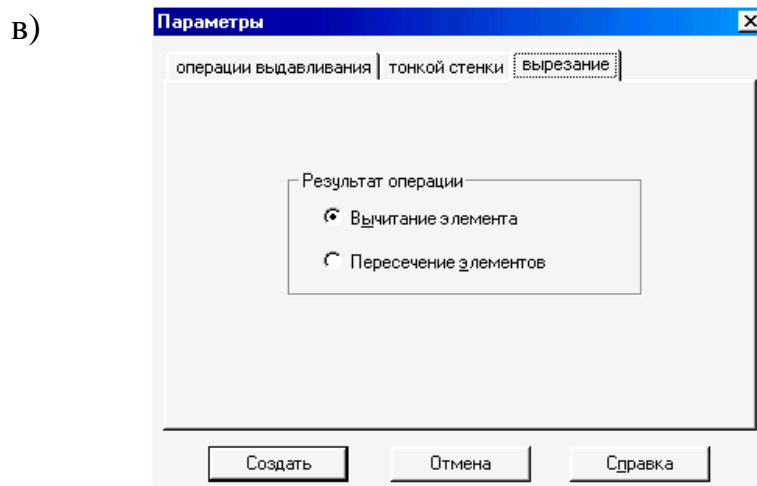 в)
Параметры
операции выдавливания тонкой стенки вырезание
Результат операции
Вычитание элемента
Пересечение элементов
Создать Отмена Справка